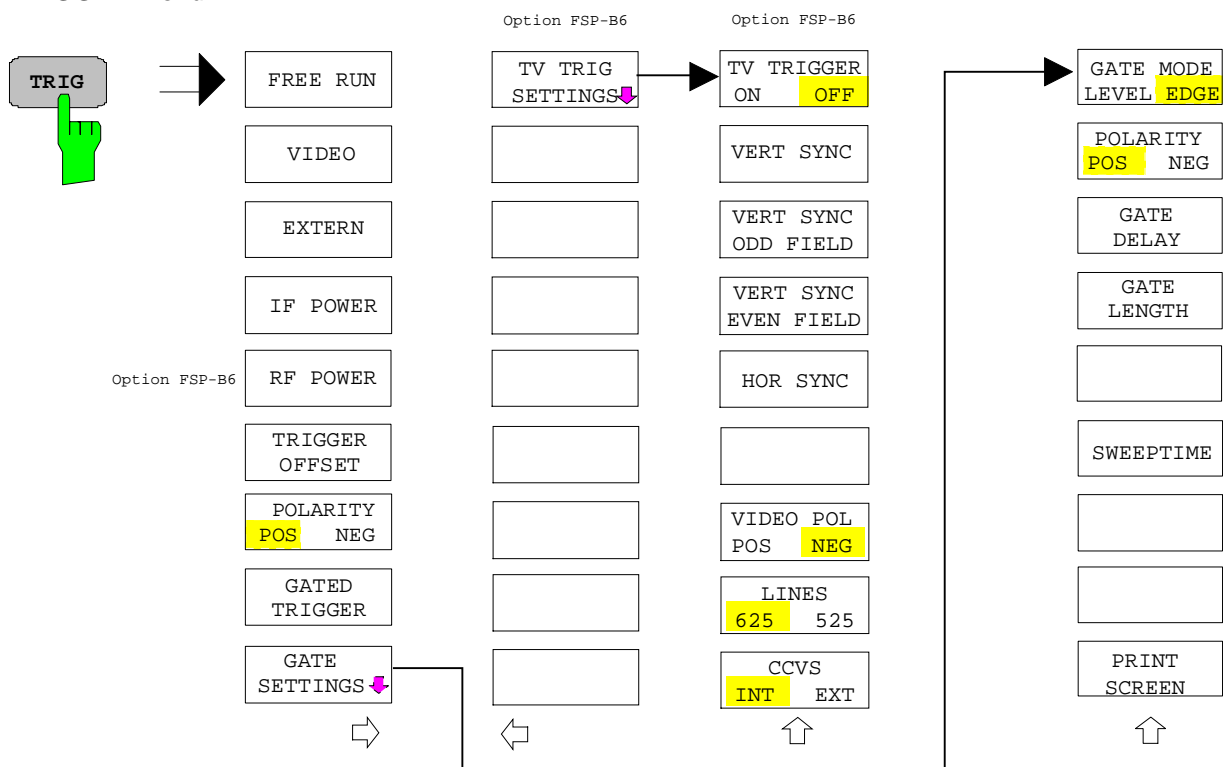 Option FSP-B6
Option FSP-B6
TRIG
FREE RUN
VIDEO
EXTERN
IF POWER
Option FSP-B6
RF POWER
TRIGGER
OFFSET
POLARITY
POS NEG
GATED
TRIGGER
GATE
SETTINGS
TV TRIG
SETTINGS
TV TRIGGER
ON OFF
VERT SYNC
VERT SYNC
ODD FIELD
VERT SYNC
EVEN FIELD
HOR SYNC
VIDEO POL
POS NEG
LINES
625 525
CCVS
INT EXT
GATE MODE
LEVEL EDGE
POLARITY
POS NEG
GATE
DELAY
GATE
LENGTH
SWEEPTIME
PRINT
SCREEN